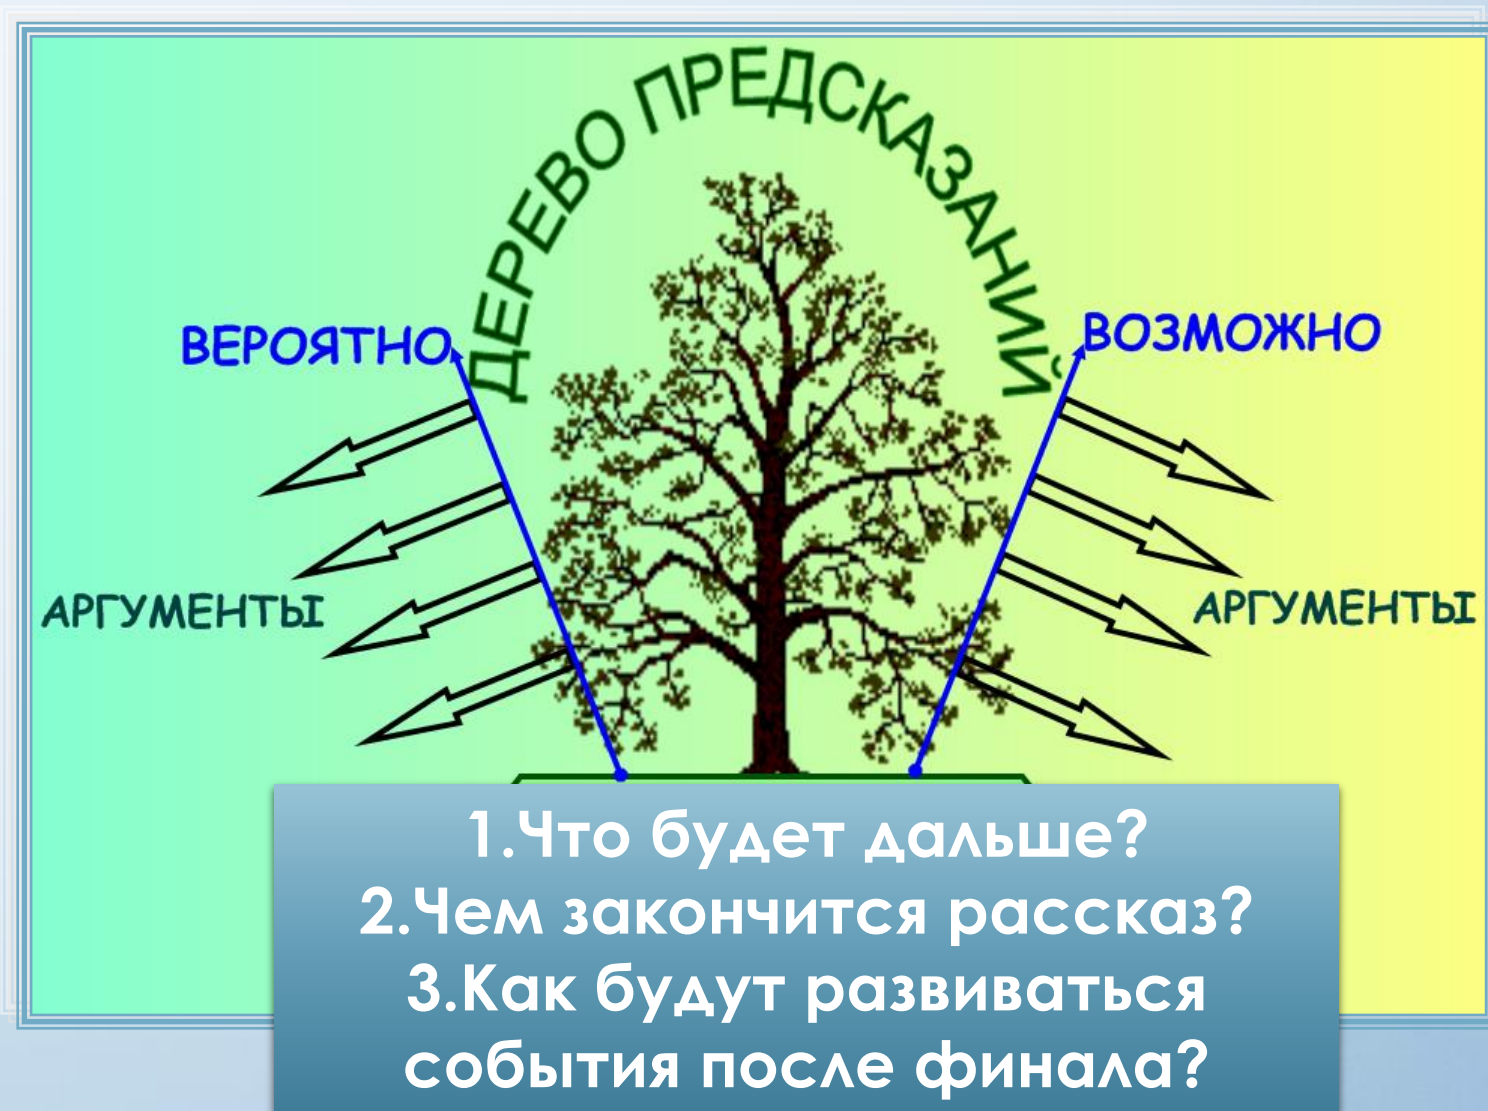 ДЕРЕВО ПРЕДСКАЗАНИЙ
ВЕРОЯТНО
ВОЗМОЖНО
АРГУМЕНТЫ
АРГУМЕНТЫ
1.Что будет дальше?
2.Чем закончится рассказ?
3.Как будут развиваться
события после финала?